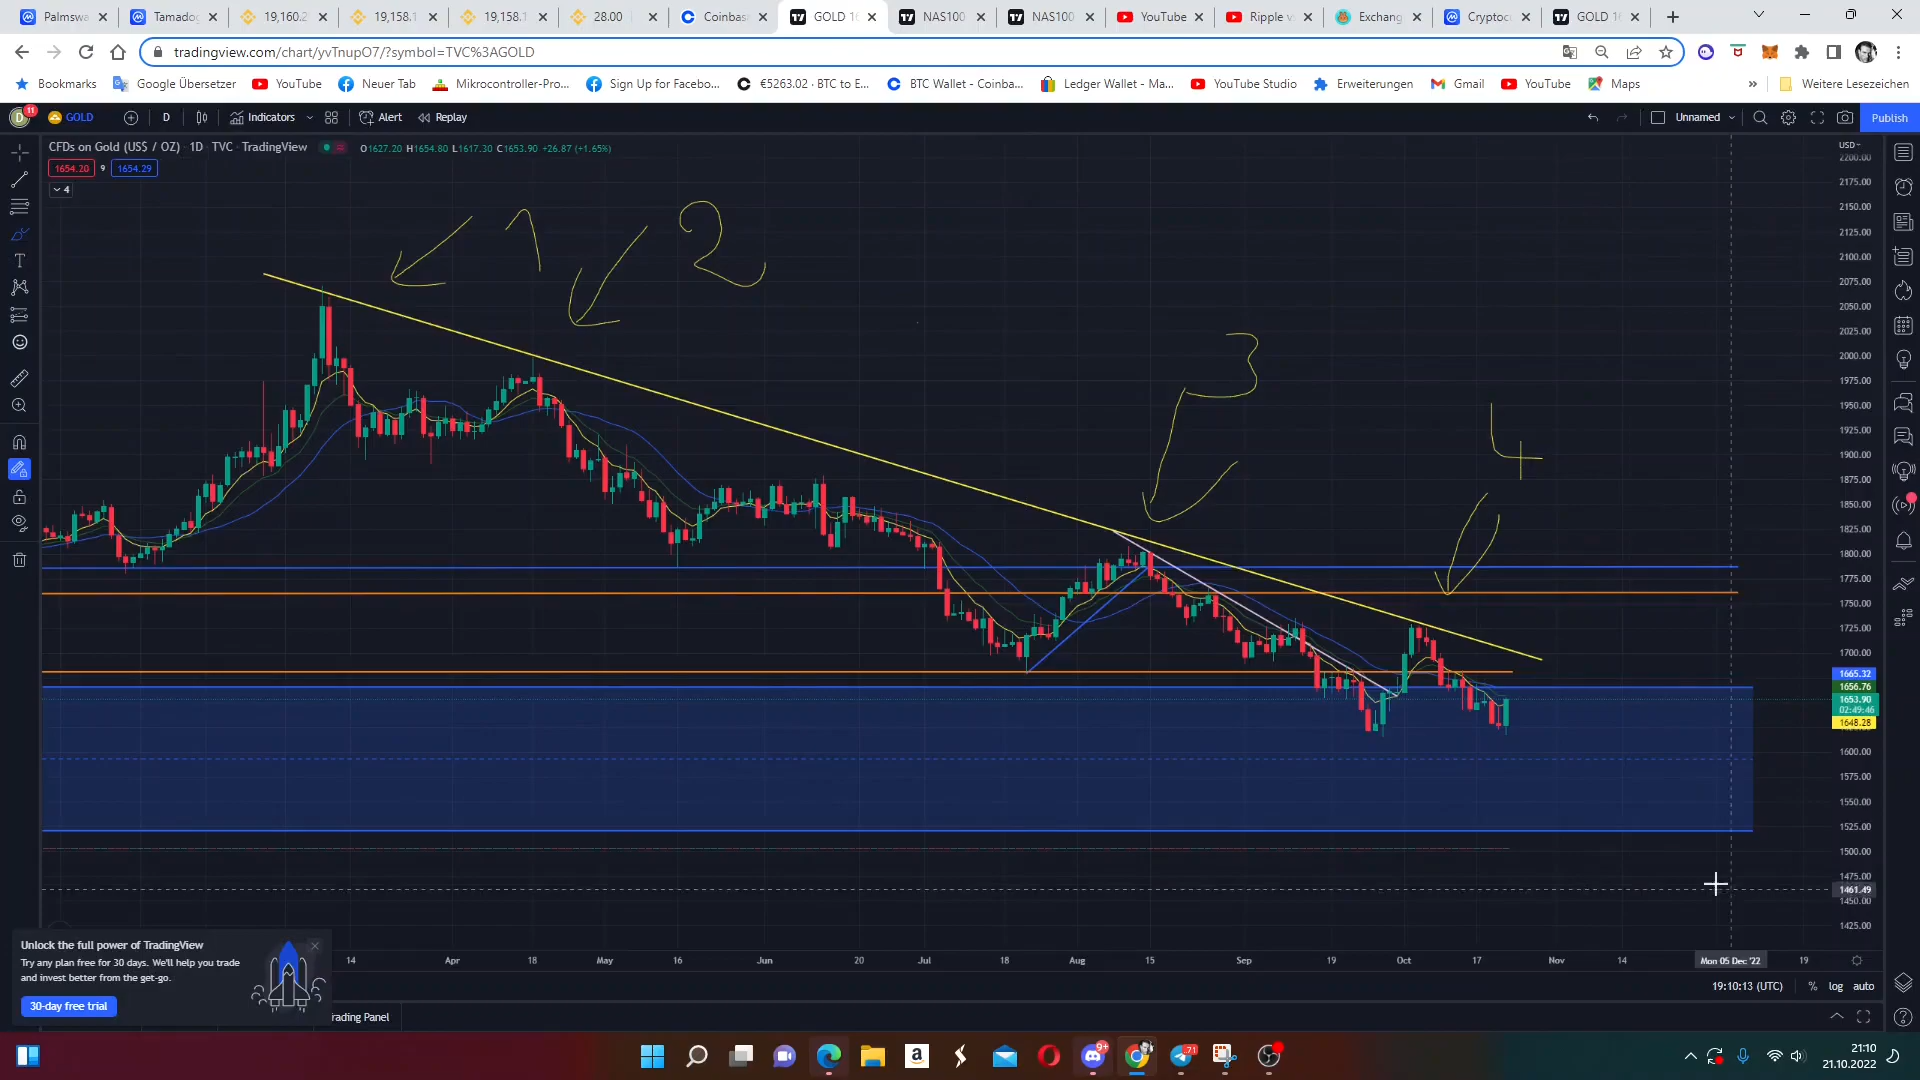 Palmswa
Tamadog
19,160.2
19,158.1
19,158.1
28.00
Coinbas
GOLD 16
NAS100
NAS100
YouTube
Ripple v
Exchang
Cryptoc
GOLD 16
tradingview.com/chart/yvTnupO7/?symbol=TVC%3AGOLD
Bookmarks
Google Übersetzer
YouTube
Neuer Tab
Mikrocontroller-Pro...
Sign Up for Facebo...
€5263.02 · BTC to E...
BTC Wallet - Coinba...
Ledger Wallet - Ma...
YouTube Studio
Erweiterungen
Gmail
YouTube
Maps
»
Weitere Lesezeichen
D
11
GOLD
D
Indicators
Alert
Replay
Unnamed
Publish
CFDs on Gold (US$ / OZ) · 1D · TVC · TradingView
O1627.20 H1654.80 L1617.30 C1653.90 +26.87 (+1.65%)
1654.20
9
1654.29
4
1
2
3
4
USD
2200.00
2175.00
2150.00
2125.00
2100.00
2075.00
2050.00
2025.00
2000.00
1975.00
1950.00
1925.00
1900.00
1875.00
1850.00
1825.00
1800.00
1775.00
1750.00
1725.00
1700.00
1665.32
1656.76
1653.90
02:49:46
1648.28
1600.00
1575.00
1550.00
1525.00
1500.00
1475.00
1461.49
1450.00
1425.00
14
Apr
18
May
16
Jun
20
Jul
18
Aug
15
Sep
19
Oct
17
Nov
14
Mon 05 Dec '22
19
Unlock the full power of TradingView
Try any plan free for 30 days. We'll help you trade
and invest better from the get-go.
30-day free trial
19:10:13 (UTC)
%
log
auto
rading Panel
9+
71
21:10
21.10.2022